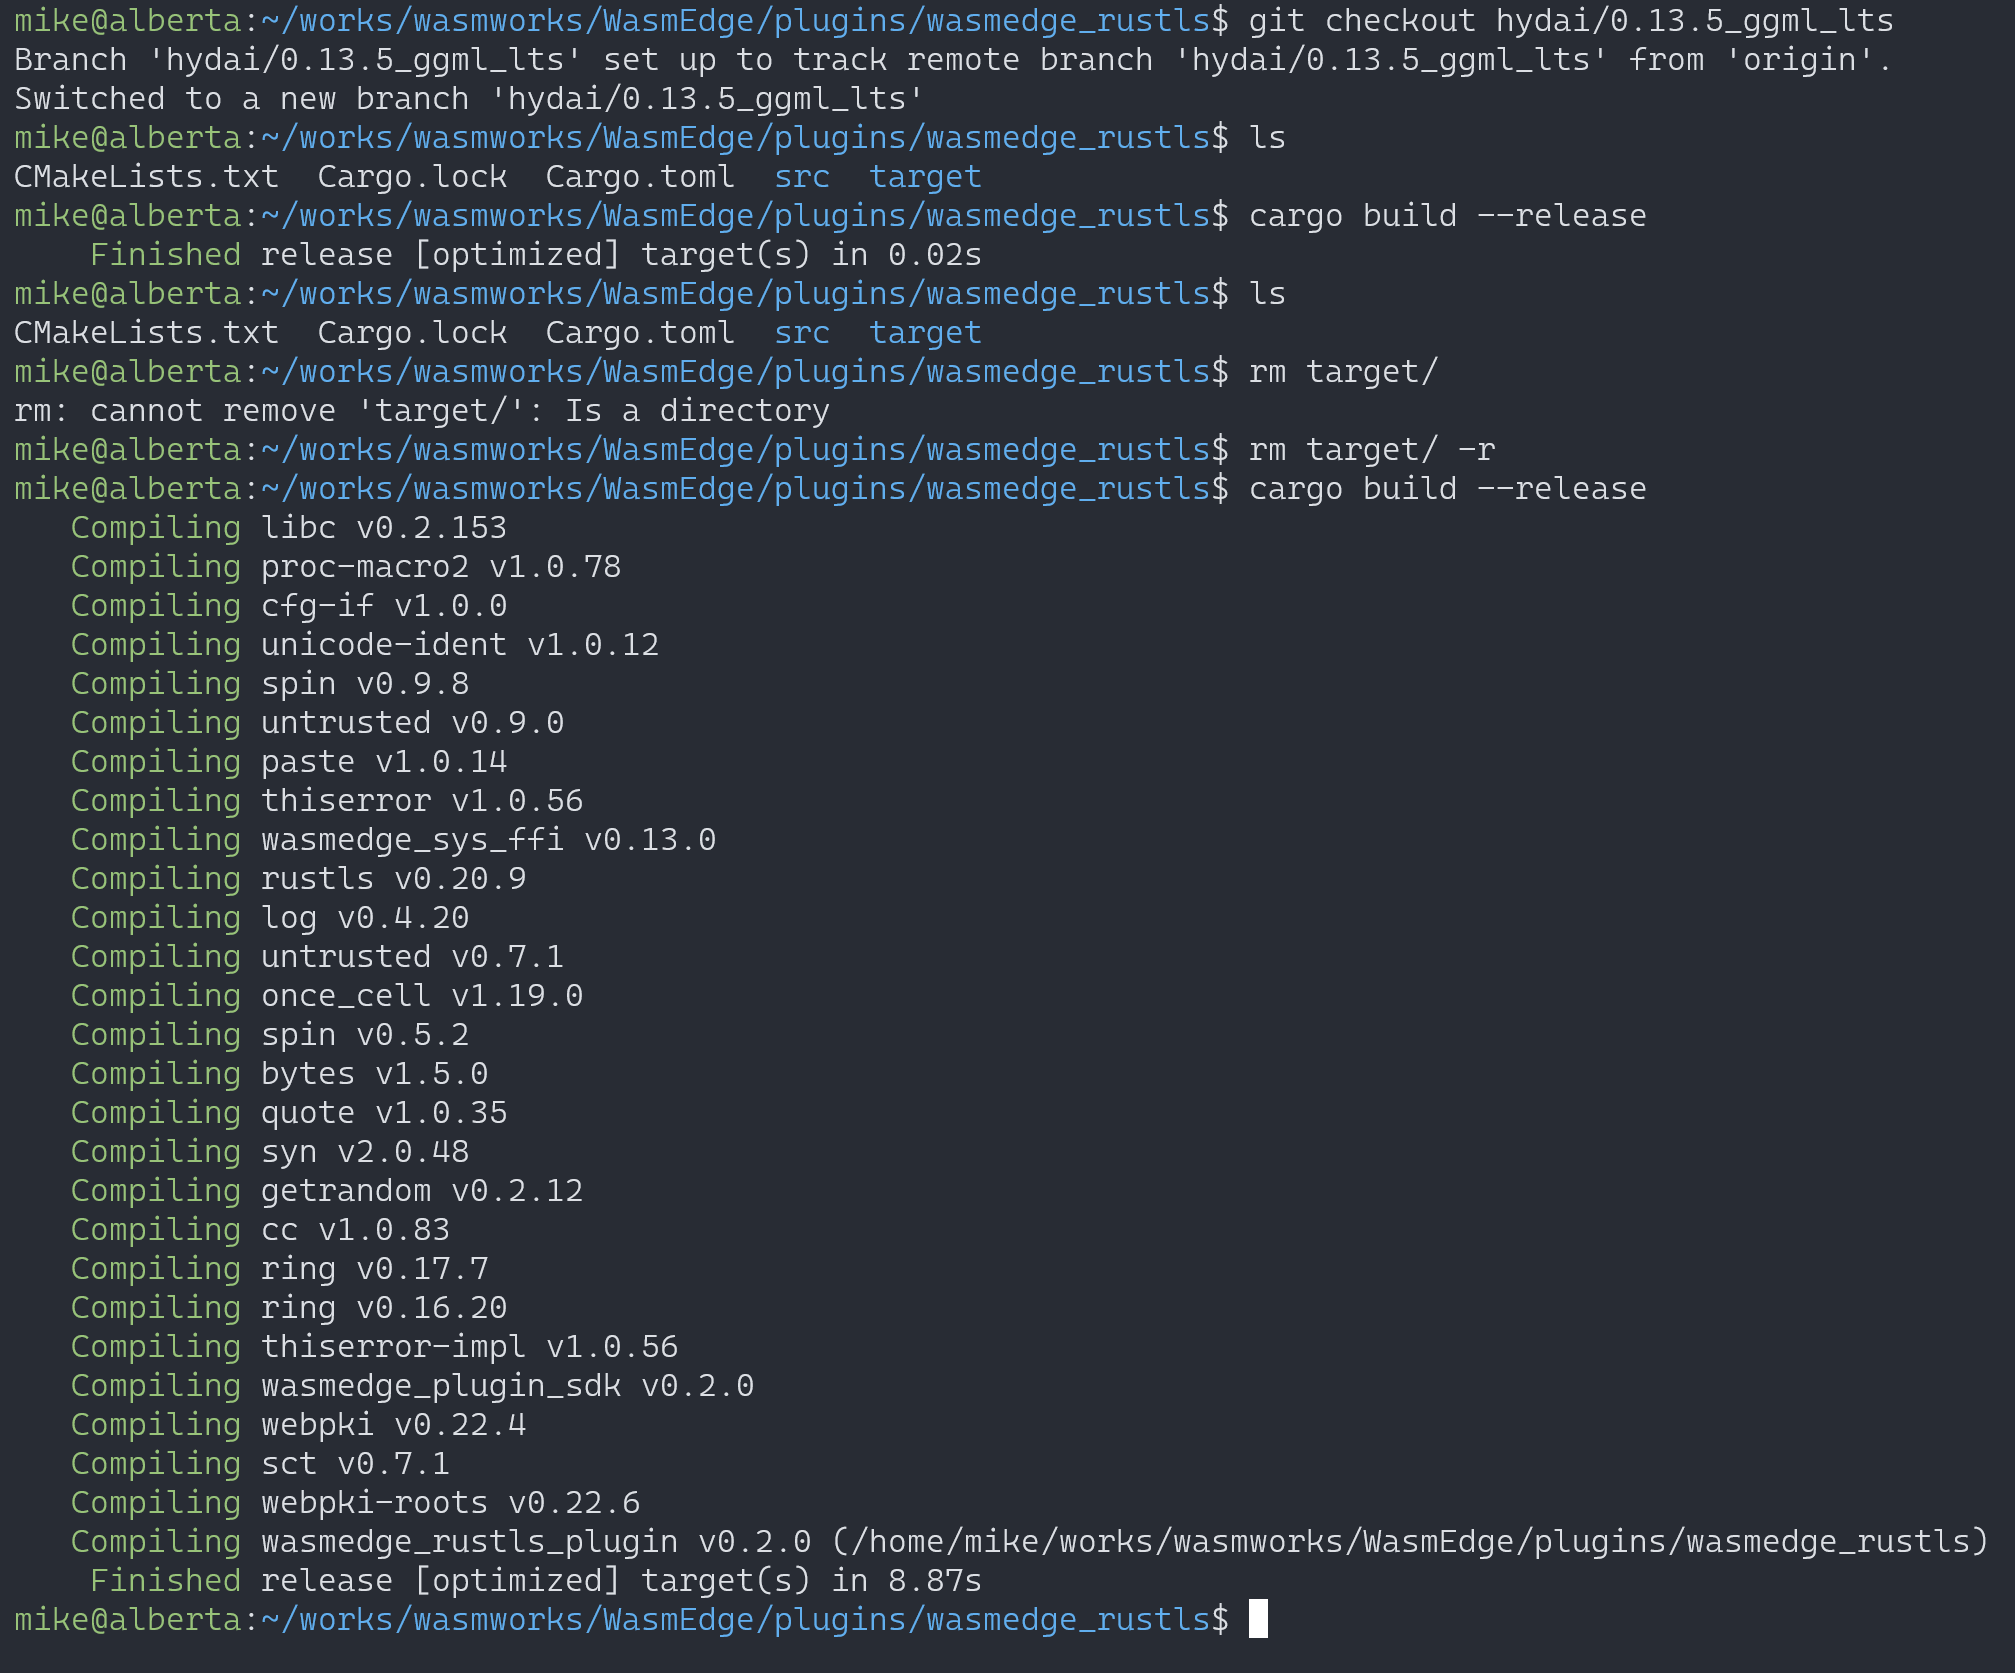 mike@alberta:~/works/wasmworks/WasmEdge/plugins/wasmedge_rustls$ git checkout hydai/0.13.5_ggml_lts
Branch 'hydai/0.13.5_ggml_lts' set up to track remote branch 'hydai/0.13.5_ggml_lts' from 'origin'.
Switched to a new branch 'hydai/0.13.5_ggml_lts'
mike@alberta:~/works/wasmworks/WasmEdge/plugins/wasmedge_rustls$ ls
CMakeLists.txt  Cargo.lock  Cargo.toml  src  target
mike@alberta:~/works/wasmworks/WasmEdge/plugins/wasmedge_rustls$ cargo build --release
    Finished release [optimized] target(s) in 0.02s
mike@alberta:~/works/wasmworks/WasmEdge/plugins/wasmedge_rustls$ ls
CMakeLists.txt  Cargo.lock  Cargo.toml  src  target
mike@alberta:~/works/wasmworks/WasmEdge/plugins/wasmedge_rustls$ rm target/
rm: cannot remove 'target/': Is a directory
mike@alberta:~/works/wasmworks/WasmEdge/plugins/wasmedge_rustls$ rm target/ -r
mike@alberta:~/works/wasmworks/WasmEdge/plugins/wasmedge_rustls$ cargo build --release
   Compiling libc v0.2.153
   Compiling proc-macro2 v1.0.78
   Compiling cfg-if v1.0.0
   Compiling unicode-ident v1.0.12
   Compiling spin v0.9.8
   Compiling untrusted v0.9.0
   Compiling paste v1.0.14
   Compiling thiserror v1.0.56
   Compiling wasmedge_sys_ffi v0.13.0
   Compiling rustls v0.20.9
   Compiling log v0.4.20
   Compiling untrusted v0.7.1
   Compiling once_cell v1.19.0
   Compiling spin v0.5.2
   Compiling bytes v1.5.0
   Compiling quote v1.0.35
   Compiling syn v2.0.48
   Compiling getrandom v0.2.12
   Compiling cc v1.0.83
   Compiling ring v0.17.7
   Compiling ring v0.16.20
   Compiling thiserror-impl v1.0.56
   Compiling wasmedge_plugin_sdk v0.2.0
   Compiling webpki v0.22.4
   Compiling sct v0.7.1
   Compiling webpki-roots v0.22.6
   Compiling wasmedge_rustls_plugin v0.2.0 (/home/mike/works/wasmworks/WasmEdge/plugins/wasmedge_rustls)
    Finished release [optimized] target(s) in 8.87s
mike@alberta:~/works/wasmworks/WasmEdge/plugins/wasmedge_rustls$